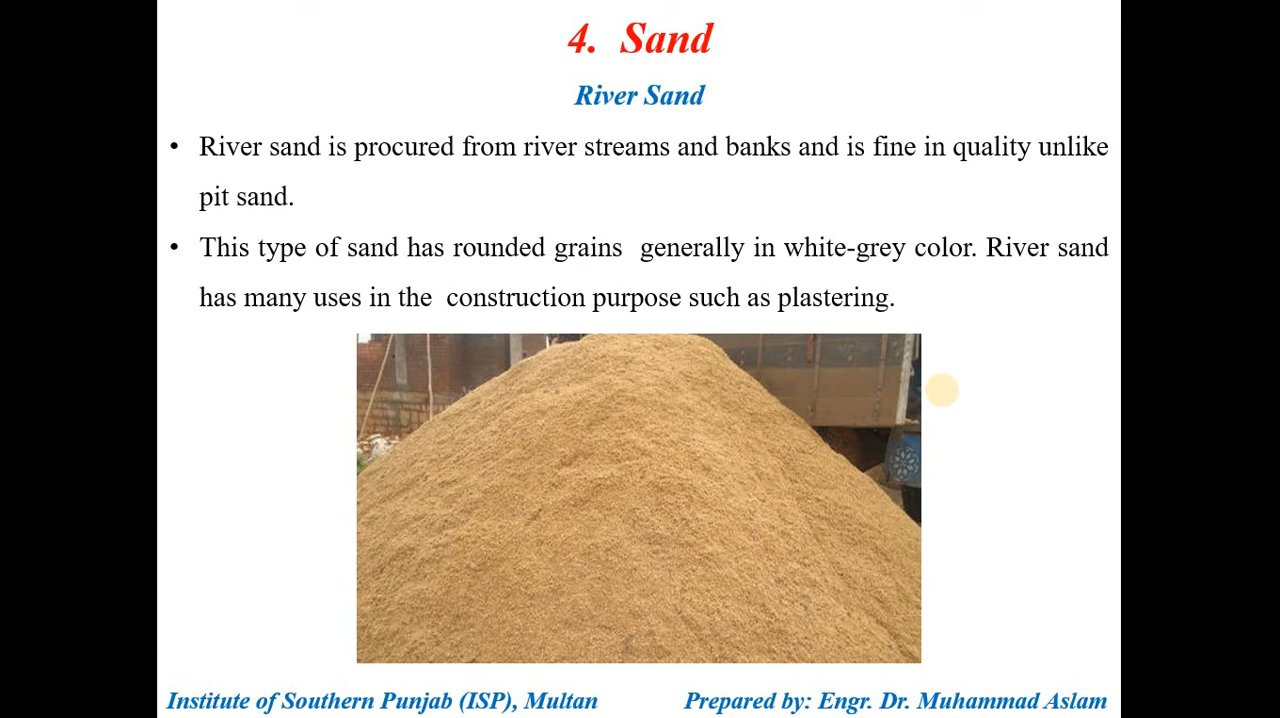 4. Sand
River Sand
• River sand is procured from river streams and banks and is fine in quality unlike
pit sand.
• This type of sand has rounded grains generally in white-grey color. River sand
has many uses in the construction purpose such as plastering.
Institute of Southern Punjab (ISP), Multan Prepared by: Engr. Dr. Muhammad Aslam